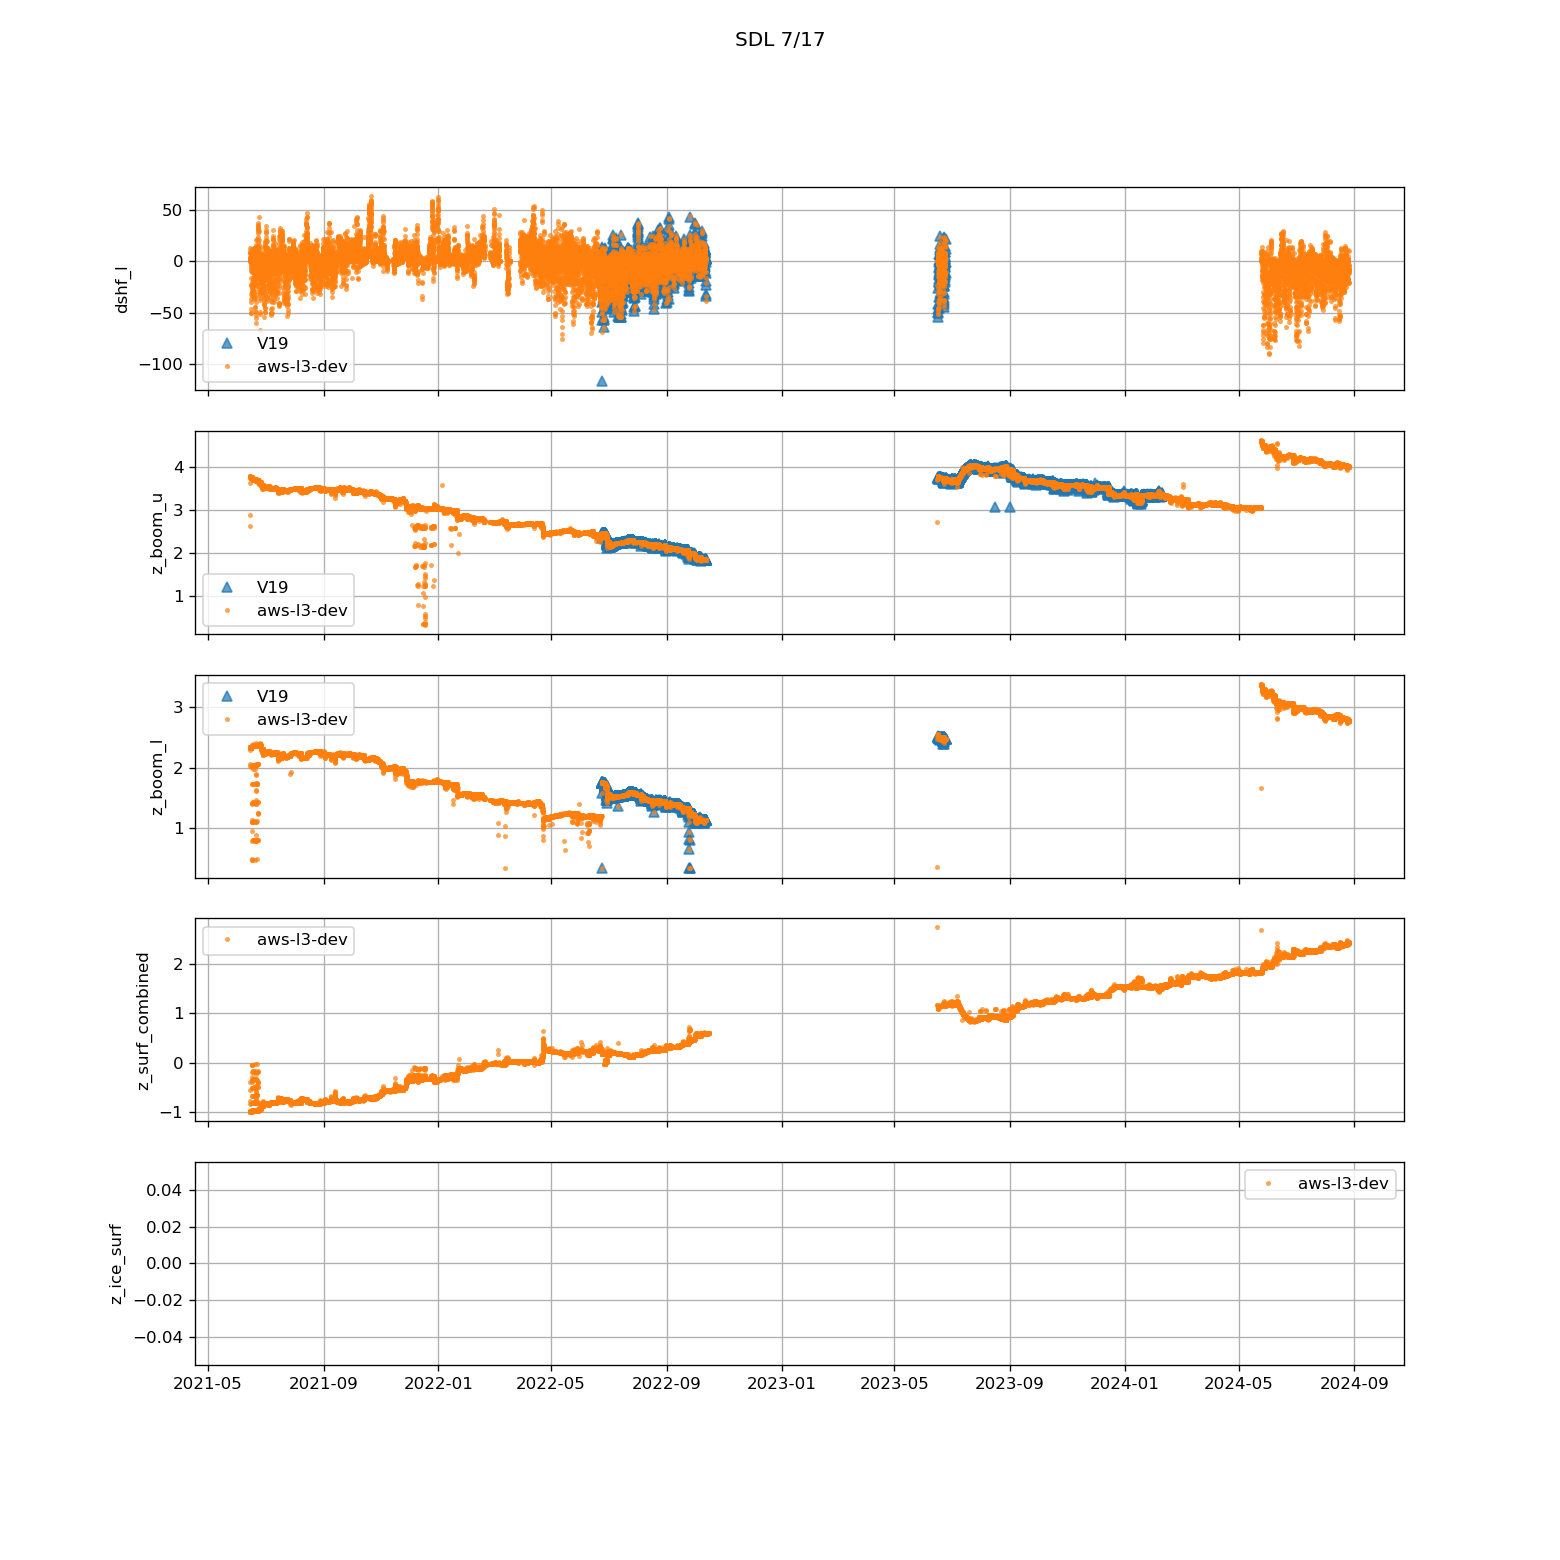 SDL 7/17
50
0
−50
−100
dshf_l
V19
aws-l3-dev
4
3
2
1
z_boom_u
V19
aws-l3-dev
3
2
1
z_boom_l
V19
aws-l3-dev
2
1
0
−1
z_surf_combined
aws-l3-dev
0.04
0.02
0.00
−0.02
−0.04
z_ice_surf
aws-l3-dev
2021-05 2021-09 2022-01 2022-05 2022-09 2023-01 2023-05 2023-09 2024-01 2024-05 2024-09